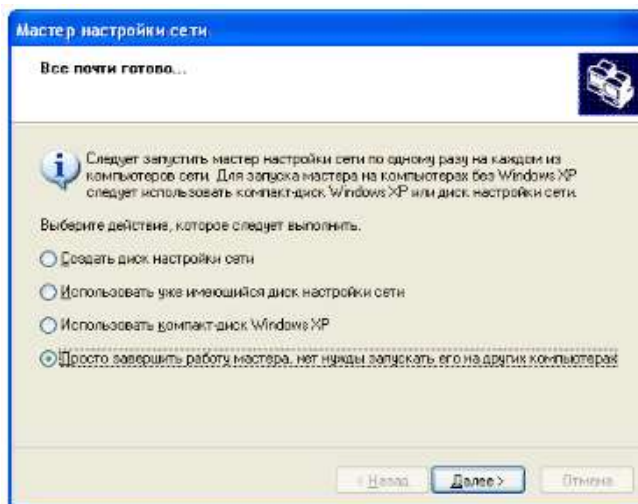 Мастер настройки сети
Все почти готово...
Следует запустить мастер настройки сети по одному разу на каждом из
компьютеров сети. Для запуска мастера на компьютерах без Windows XP
следует использовать компакт-диск Windows XP или диск настройки сети.
Выберите действие, которое следует выполнить.
Создать диск настройки сети
Использовать уже имеющийся диск настройки сети
Использовать компакт-диск Windows XP
Просто завершить работу мастера, нет нужды запускать его на других компьютерах
< Назад Далее > Отмена